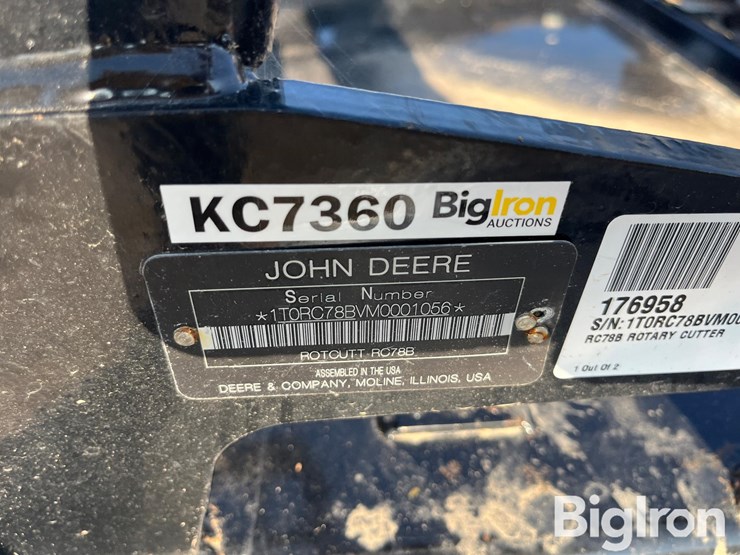 KC7360 BigIron
AUCTIONS
JOHN DEERE
Serial Number
*1T0RC78BVM0001056*
ROTCUTT RC78B
ASSEMBLED IN THE USA
DEERE & COMPANY, MOLINE, ILLINOIS, USA
176958
S/N:1T0RC78BVM00
RC78B ROTARY CUTTER
1 Out Of 2
BigIron